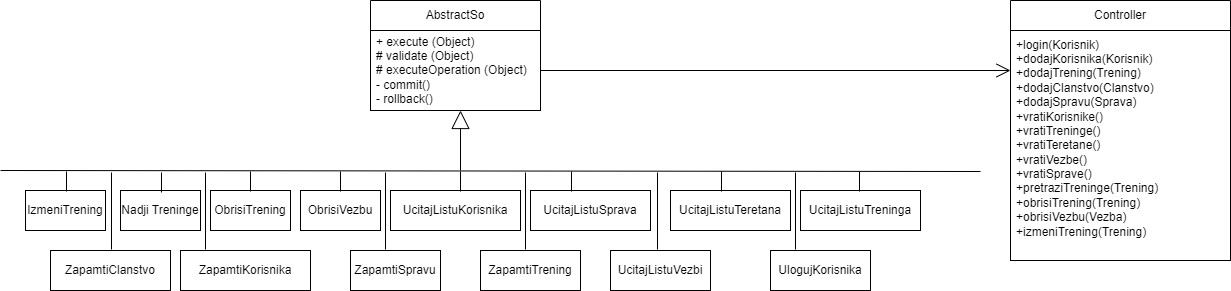 AbstractSo
+ execute (Object)
# validate (Object)
# executeOperation (Object)
- commit()
- rollback()
Controller
+login(Korisnik)
+dodajKorisnika(Korisnik)
+dodajTrening(Trening)
+dodajClanstvo(Clanstvo)
+dodajSpravu(Sprava)
+vratiKorisnike()
+vratiTreninge()
+vratiTeretane()
+vratiVezbe()
+vratiSprave()
+pretraziTreninge(Trening)
+obrisiTrening(Trening)
+obrisiVezbu(Vezba)
+izmeniTrening(Trening)
IzmeniTrening
Nadji Treninge
ObrisiTrening
ObrisiVezbu
UcitajListuKorisnika
UcitajListuSprava
UcitajListuTeretana
UcitajListuTreninga
ZapamtiClanstvo
ZapamtiKorisnika
ZapamtiSpravu
ZapamtiTrening
UcitajListuVezbi
UlogujKorisnika